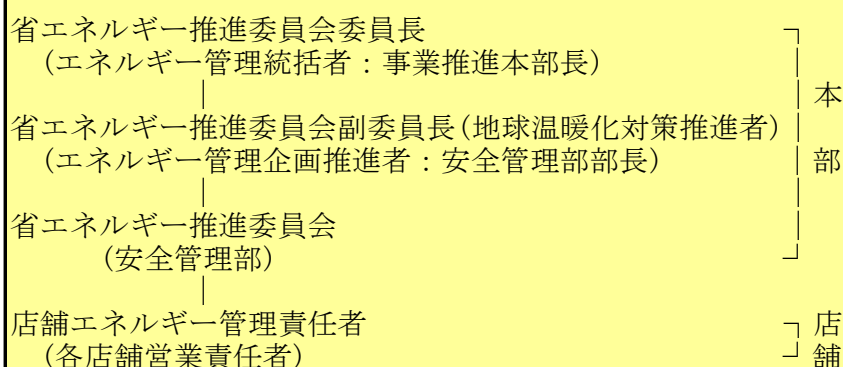 省エネルギー推進委員会委員長 ┐
(エネルギー管理統括者：事業推進本部長) │
│ │本
省エネルギー推進委員会副委員長(地球温暖化対策推進者)│
(エネルギー管理企画推進者：安全管理部部長) │部
│ │
省エネルギー推進委員会 │
(安全管理部) ┘
│
店舗エネルギー管理責任者 ┐店
(各店舗営業責任者) ┘舗